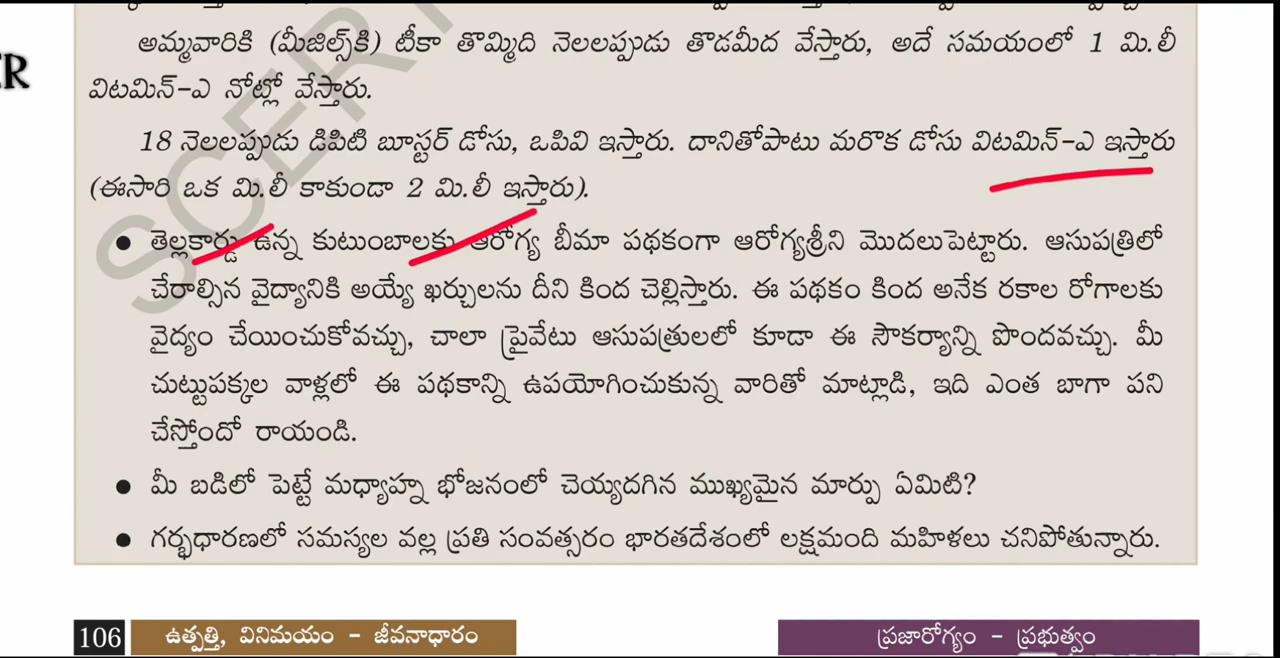 అమ్మవారికి (మీజిల్స్‌కి) టీకా తొమ్మిది నెలలప్పుడు తొడమీద వేస్తారు, అదే సమయంలో 1 మి.లీ
ER
విటమిన్-ఎ నోట్లో వేస్తారు.
18 నెలలప్పుడు డిపిటి బూస్టర్ డోసు, ఒపివి ఇస్తారు. దానితోపాటు మరొక డోసు విటమిన్-ఎ ఇస్తారు
(ఈసారి ఒక మి.లీ కాకుండా 2 మి.లీ ఇస్తారు).
● తెల్లకార్డు ఉన్న కుటుంబాలకు ఆరోగ్య బీమా పథకంగా ఆరోగ్యశ్రీని మొదలుపెట్టారు. ఆసుపత్రిలో
చేరాల్సిన వైద్యానికి అయ్యే ఖర్చులను దీని కింద చెల్లిస్తారు. ఈ పథకం కింద అనేక రకాల రోగాలకు
వైద్యం చేయించుకోవచ్చు, చాలా ప్రైవేటు ఆసుపత్రులలో కూడా ఈ సౌకర్యాన్ని పొందవచ్చు. మీ
చుట్టుపక్కల వాళ్లలో ఈ పథకాన్ని ఉపయోగించుకున్న వారితో మాట్లాడి, ఇది ఎంత బాగా పని
చేస్తోందో రాయండి.
● మీ బడిలో పెట్టే మధ్యాహ్న భోజనంలో చెయ్యదగిన ముఖ్యమైన మార్పు ఏమిటి?
● గర్భధారణలో సమస్యల వల్ల ప్రతి సంవత్సరం భారతదేశంలో లక్షమంది మహిళలు చనిపోతున్నారు.
SCERT
106 ఉత్పత్తి, వినిమయం - జీవనాధారం
ప్రజారోగ్యం - ప్రభుత్వం